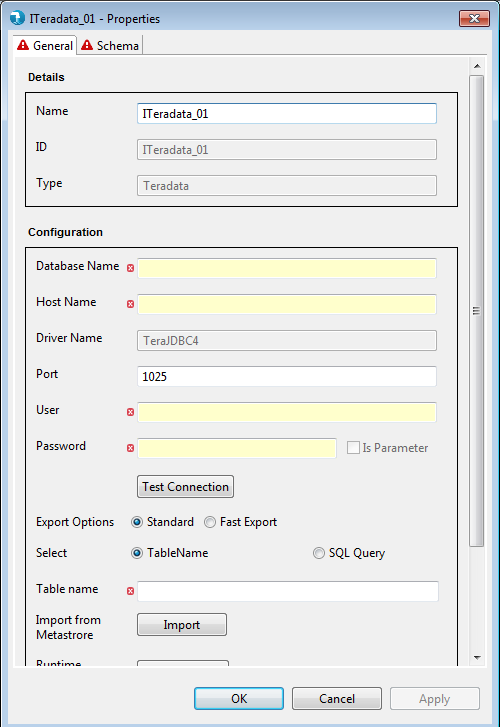 ITeradata_01 - Properties
General Schema
Details
Name ITeradata_01
ID ITeradata_01
Type Teradata
Configuration
Database Name
Host Name
Driver Name TeraJDBC4
Port 1025
User
Password Is Parameter
Test Connection
Export Options Standard Fast Export
Select TableName SQL Query
Table name
Import from
Metastrore Import
Runtime
OK Cancel Apply